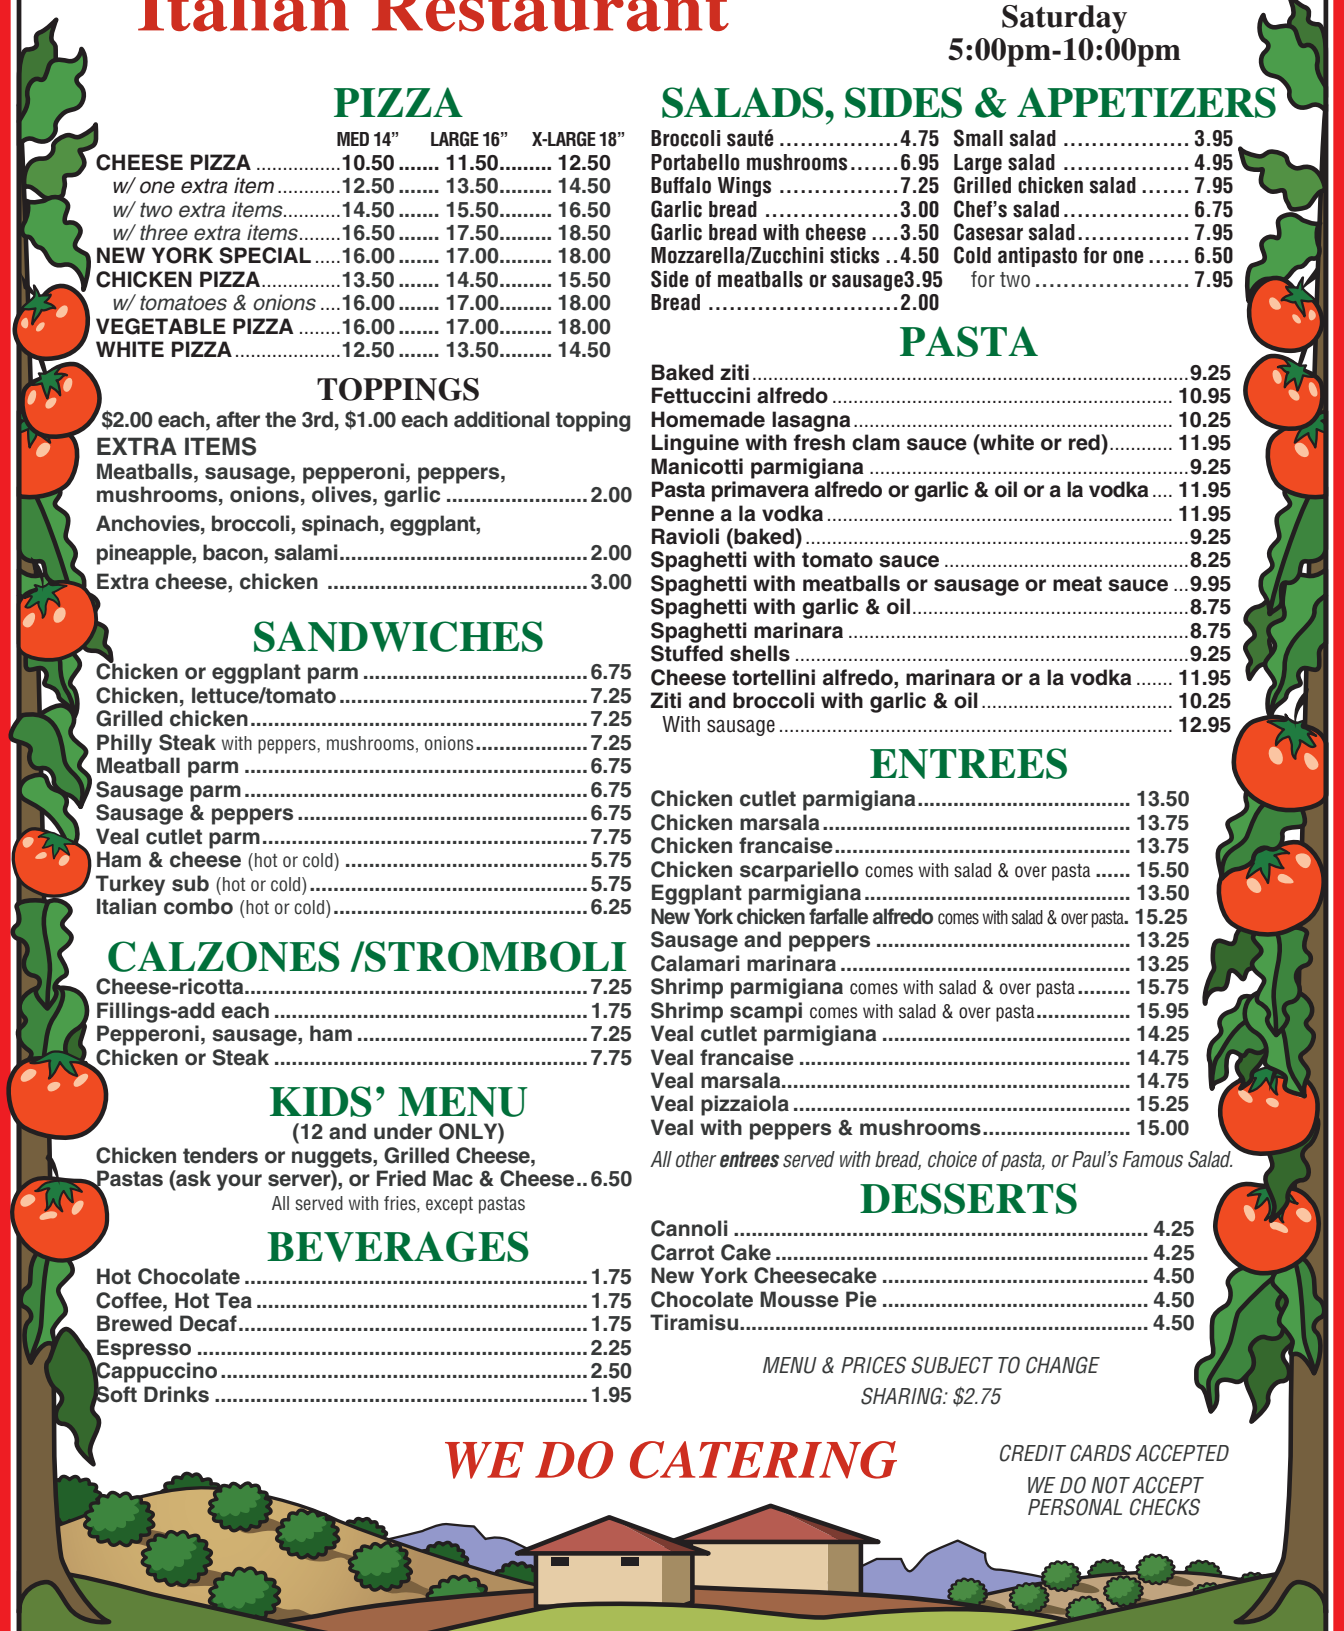 Italian Restaurant
Saturday
5:00pm-10:00pm
PIZZA
MED 14” LARGE 16” X-LARGE 18”
CHEESE PIZZA ................10.50 ....... 11.50......... 12.50
w/ one extra item ............12.50 ....... 13.50......... 14.50
w/ two extra items...........14.50 ....... 15.50......... 16.50
w/ three extra items........16.50 ....... 17.50......... 18.50
NEW YORK SPECIAL .....16.00 ....... 17.00......... 18.00
CHICKEN PIZZA...............13.50 ....... 14.50......... 15.50
w/ tomatoes & onions ....16.00 ....... 17.00......... 18.00
VEGETABLE PIZZA ........16.00 ....... 17.00......... 18.00
WHITE PIZZA ....................12.50 ....... 13.50......... 14.50
TOPPINGS
$2.00 each, after the 3rd, $1.00 each additional topping
EXTRA ITEMS
Meatballs, sausage, pepperoni, peppers,
mushrooms, onions, olives, garlic ........................ 2.00
Anchovies, broccoli, spinach, eggplant,
pineapple, bacon, salami.......................................... 2.00
Extra cheese, chicken ............................................ 3.00
SANDWICHES
Chicken or eggplant parm ...................................... 6.75
Chicken, lettuce/tomato .......................................... 7.25
Grilled chicken......................................................... 7.25
Philly Steak with peppers, mushrooms, onions................... 7.25
Meatball parm .......................................................... 6.75
Sausage parm .......................................................... 6.75
Sausage & peppers ................................................. 6.75
Veal cutlet parm....................................................... 7.75
Ham & cheese (hot or cold) ......................................... 5.75
Turkey sub (hot or cold)............................................... 5.75
Italian combo (hot or cold)........................................... 6.25
CALZONES /STROMBOLI
Cheese-ricotta.......................................................... 7.25
Fillings-add each ..................................................... 1.75
Pepperoni, sausage, ham ....................................... 7.25
Chicken or Steak ..................................................... 7.75
KIDS’ MENU
(12 and under ONLY)
Chicken tenders or nuggets, Grilled Cheese,
Pastas (ask your server), or Fried Mac & Cheese.. 6.50
All served with fries, except pastas
BEVERAGES
Hot Chocolate .......................................................... 1.75
Coffee, Hot Tea ........................................................ 1.75
Brewed Decaf........................................................... 1.75
Espresso .................................................................. 2.25
Cappuccino .............................................................. 2.50
Soft Drinks ............................................................... 1.95
SALADS, SIDES & APPETIZERS
Broccoli sauté .................4.75
Portabello mushrooms.......6.95
Buffalo Wings .................7.25
Garlic bread ...................3.00
Garlic bread with cheese ....3.50
Mozzarella/Zucchini sticks ..4.50
Side of meatballs or sausage3.95
Bread ...........................2.00
Small salad .................. 3.95
Large salad .................. 4.95
Grilled chicken salad ....... 7.95
Chef's salad.................. 6.75
Casesar salad................ 7.95
Cold antipasto for one ...... 6.50
for two ...................... 7.95
PASTA
Baked ziti....................................................................................9.25
Fettuccini alfredo .................................................................. 10.95
Homemade lasagna.............................................................. 10.25
Linguine with fresh clam sauce (white or red)............ 11.95
Manicotti parmigiana ..............................................................9.25
Pasta primavera alfredo or garlic & oil or a la vodka .... 11.95
Penne a la vodka................................................................... 11.95
Ravioli (baked)..........................................................................9.25
Spaghetti with tomato sauce ...............................................8.25
Spaghetti with meatballs or sausage or meat sauce ...9.95
Spaghetti with garlic & oil.....................................................8.75
Spaghetti marinara .................................................................8.75
Stuffed shells ............................................................................9.25
Cheese tortellini alfredo, marinara or a la vodka ....... 11.95
Ziti and broccoli with garlic & oil ..................................... 10.25
With sausage ............................................................................ 12.95
ENTREES
Chicken cutlet parmigiana.................................... 13.50
Chicken marsala .................................................... 13.75
Chicken francaise.................................................. 13.75
Chicken scarpariello comes with salad & over pasta ...... 15.50
Eggplant parmigiana............................................. 13.50
New York chicken farfalle alfredo comes with salad & over pasta. 15.25
Sausage and peppers ........................................... 13.25
Calamari marinara ................................................. 13.25
Shrimp parmigiana comes with salad & over pasta ......... 15.75
Shrimp scampi comes with salad & over pasta................ 15.95
Veal cutlet parmigiana .......................................... 14.25
Veal francaise ......................................................... 14.75
Veal marsala........................................................... 14.75
Veal pizzaiola ......................................................... 15.25
Veal with peppers & mushrooms......................... 15.00
All other entrees served with bread, choice of pasta, or Paul's Famous Salad.
DESSERTS
Cannoli ...................................................................... 4.25
Carrot Cake ............................................................... 4.25
New York Cheesecake ............................................. 4.50
Chocolate Mousse Pie ............................................. 4.50
Tiramisu..................................................................... 4.50
MENU & PRICES SUBJECT TO CHANGE
SHARING: $2.75
WE DO CATERING
CREDIT CARDS ACCEPTED
WE DO NOT ACCEPT
PERSONAL CHECKS